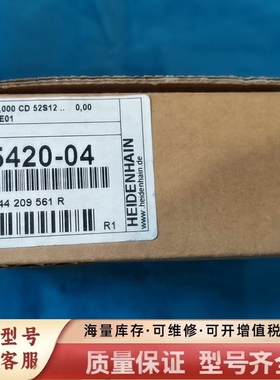 ,000 CD 52S12 .. 0,00
E01
5420-04
44 209 561 R
R1
HEIDENHAIN
www.heidenhain.de
型号
客服
海量库存·可维修·可开增值税
质量保证 型号齐全